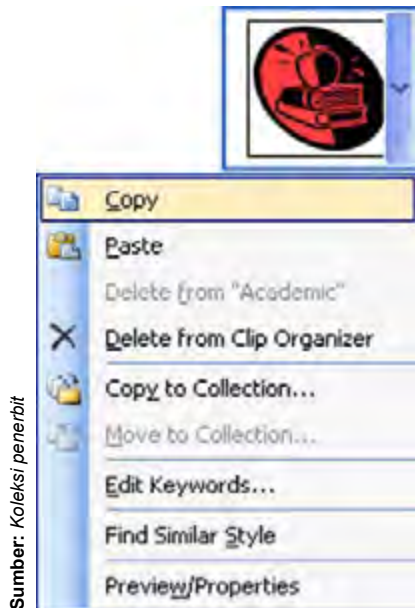 Copy
Paste
Delete from "Academic"
Delete from Clip Organizer
Copy to Collection...
Move to Collection...
Edit Keywords...
Find Similar Style
Preview/Properties
Sumber: Koleksi penerbit